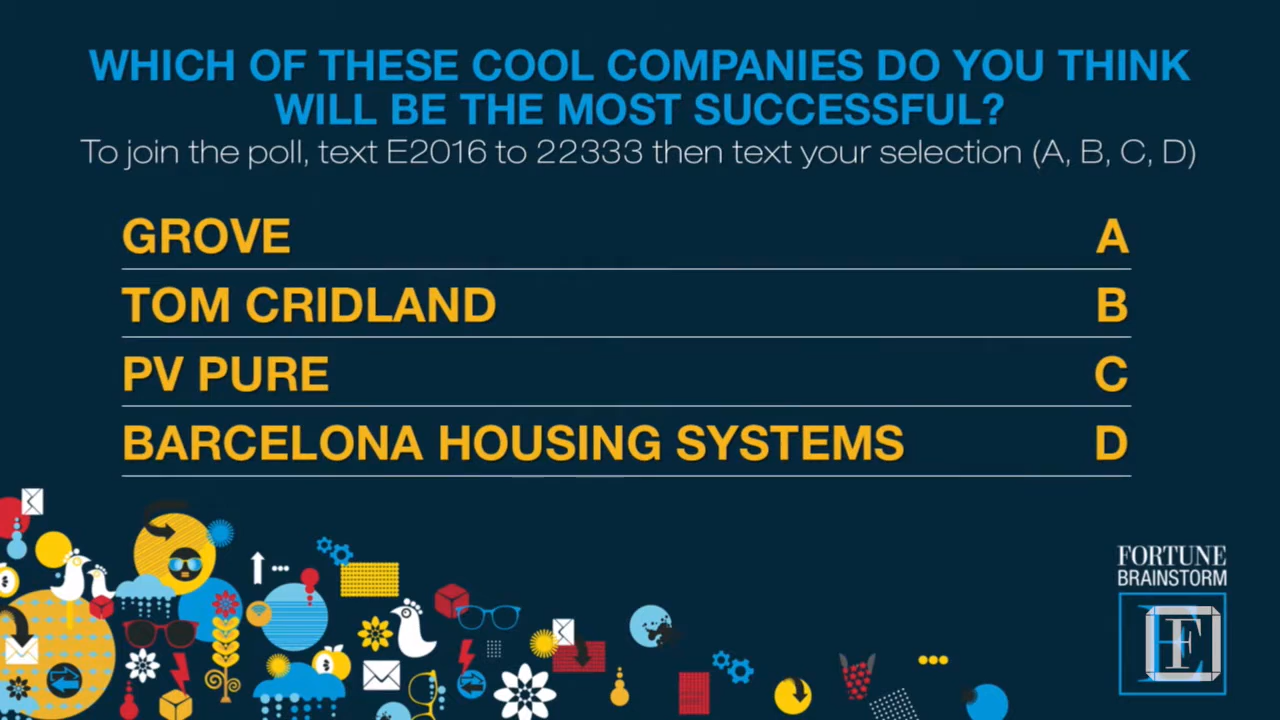 WHICH OF THESE COOL COMPANIES DO YOU THINK
WILL BE THE MOST SUCCESSFUL?
To join the poll, text E2016 to 22333 then text your selection (A, B, C, D)
GROVE A
TOM CRIDLAND B
PV PURE C
BARCELONA HOUSING SYSTEMS D
FORTUNE
BRAINSTORM
E
F